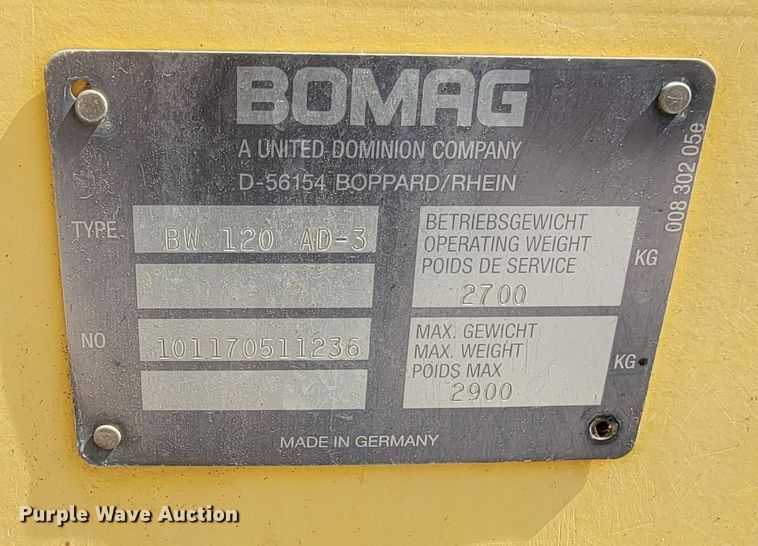 BOMAG
A UNITED DOMINION COMPANY
D-56154 BOPPARD/RHEIN
008 302 05e
TYPE BW 120 AD-3
BETRIEBSGEWICHT
OPERATING WEIGHT
POIDS DE SERVICE
2700 KG
NO 101170511236
MAX. GEWICHT
MAX. WEIGHT
POIDS MAX
2900 KG
MADE IN GERMANY
Purple Wave Auction